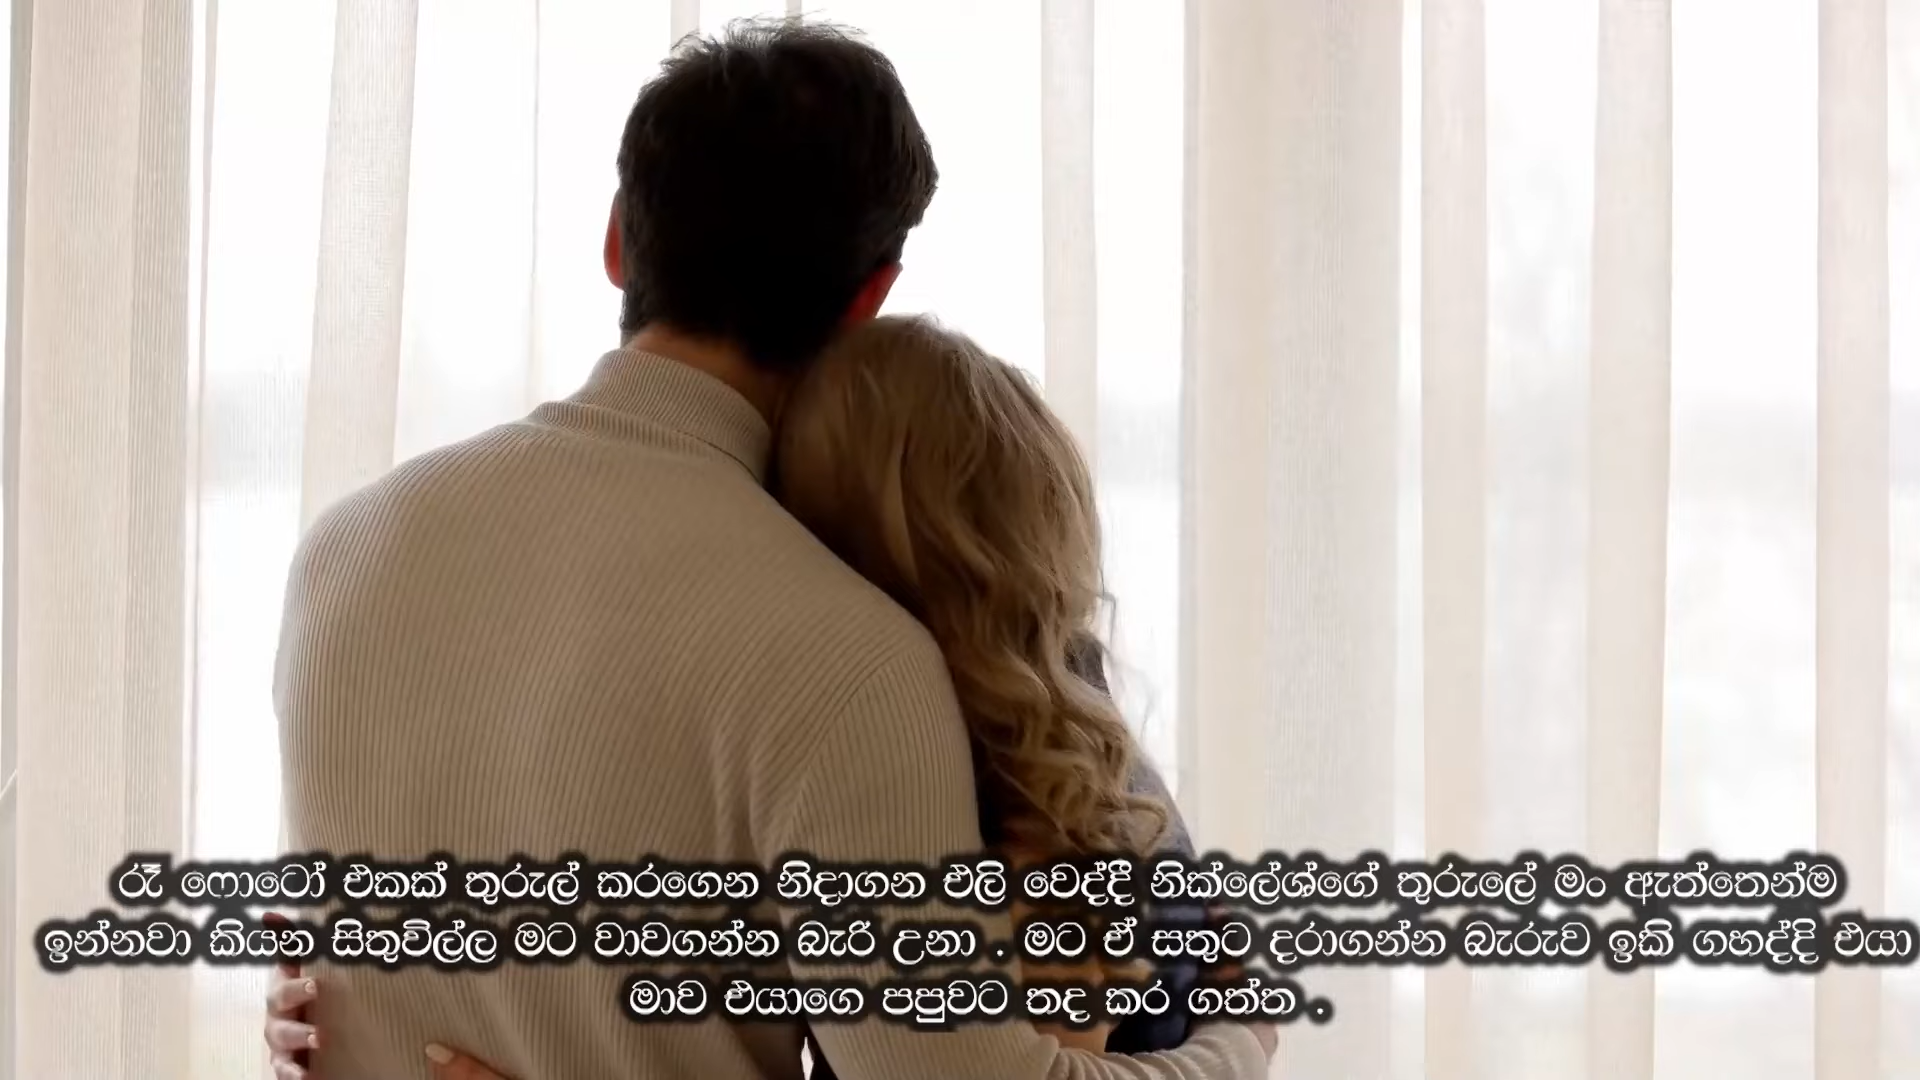 රෑ ෆොටෝ එකක් තුරුල් කරගෙන නිදාගන එලි වෙද්දී නික්ලේශ්ගේ තුරුලේ මං ඇත්තෙන්ම
ඉන්නවා කියන සිතුවිල්ල මට වාවගන්න බැරි උනා . මට ඒ සතුට දරාගන්න බැරුව ඉකි ගහද්දි එයා
මාව එයාගෙ පපුවට තද කර ගත්ත .